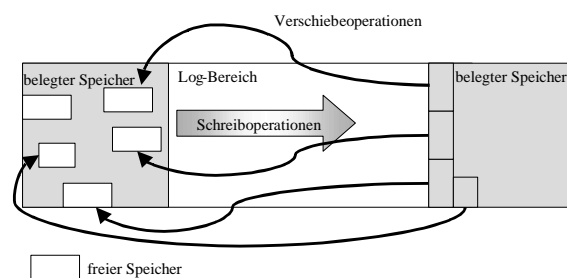 Verschiebeoperationen
belegter Speicher
Log-Bereich
belegter Speicher
Schreiboperationen
freier Speicher